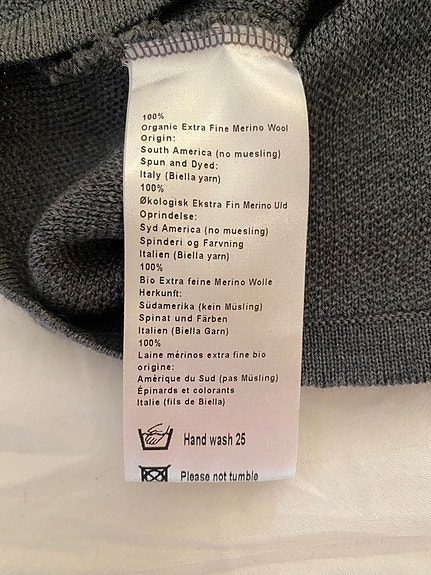 100%
Organic Extra Fine Merino Wool
Origin:
South America (no muesling)
Spun and Dyed:
Italy (Biella yarn)
100%
Økologisk Ekstra Fin Merino Uld
Oprindelse:
Syd America (no muesling)
Spinderi og Farvning
Italien (Biella yarn)
100%
Bio Extra feine Merino Wolle
Herkunft:
Südamerika (kein Müsling)
Spinat und Färben
Italien (Biella Garn)
100%
Laine mérinos extra fine bio
origine:
Amérique du Sud (pas Müsling)
Épinards et colorants
Italie (fils de Biella)
Hand wash 25
Please not tumble